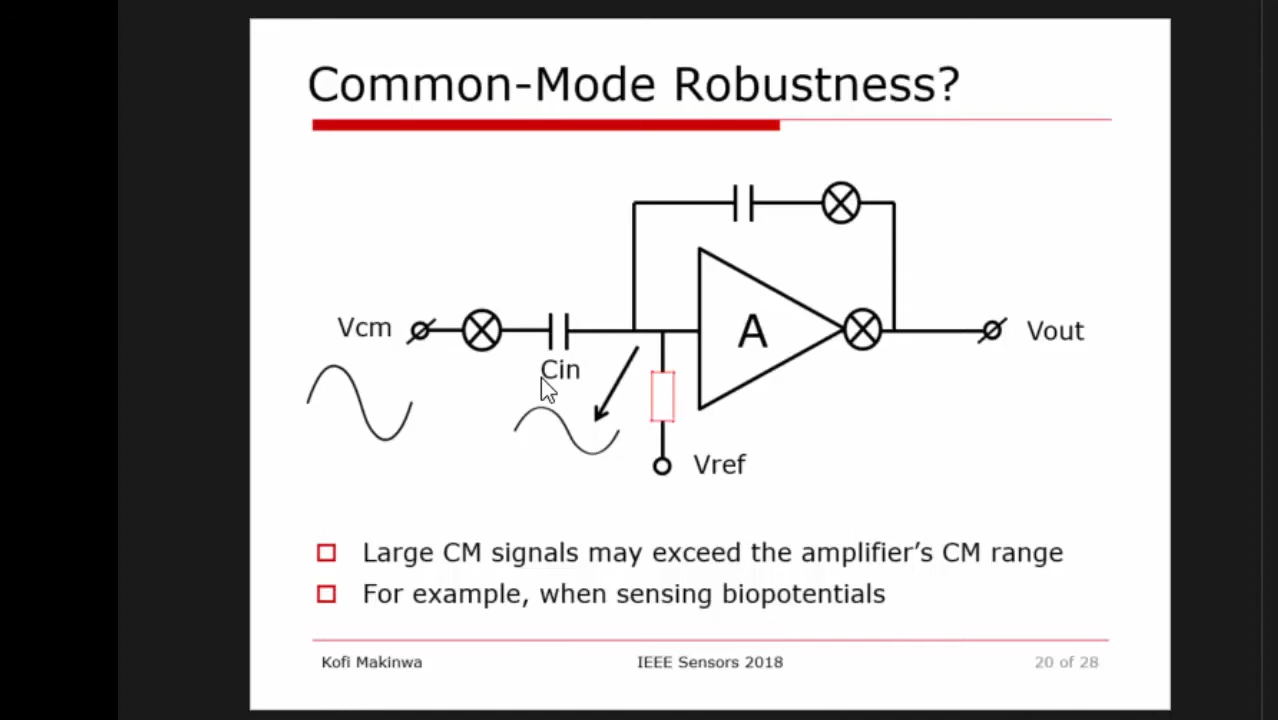 Common-Mode Robustness?
Vcm
A
Vout
Cin
Vref
Large CM signals may exceed the amplifier’s CM range
For example, when sensing biopotentials
Kofi Makinwa
IEEE Sensors 2018
20 of 28